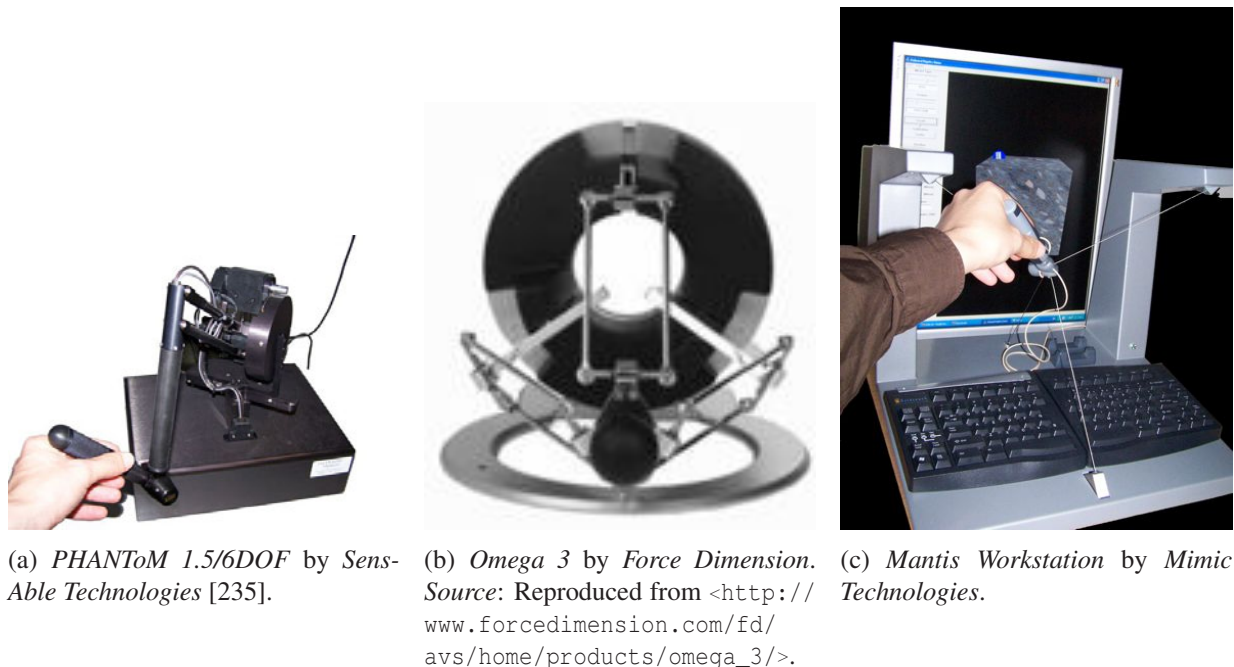 (a) PHANToM 1.5/6DOF by Sens-
Able Technologies [235].
(b) Omega 3 by Force Dimension.
Source: Reproduced from <http://
www.forcedimension.com/fd/
avs/home/products/omega_3/>.
(c) Mantis Workstation by Mimic
Technologies.